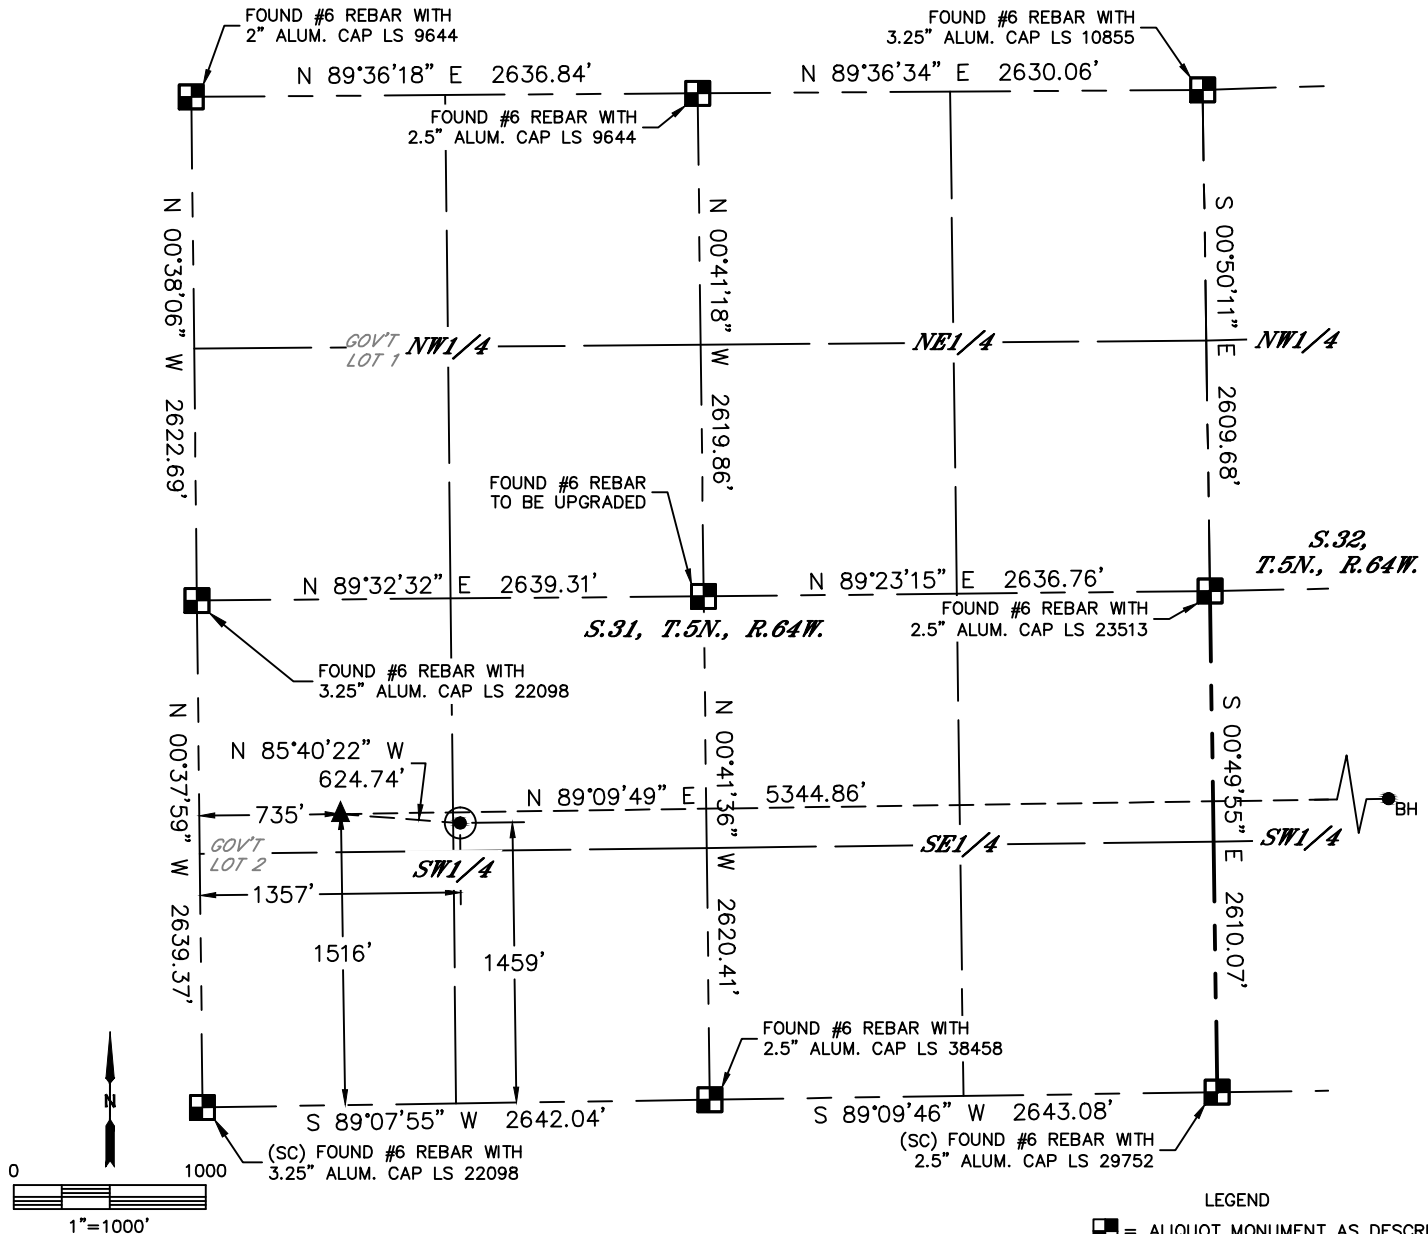 FOUND #6 REBAR WITH
2" ALUM. CAP LS 9644
FOUND #6 REBAR WITH
3.25" ALUM. CAP LS 10855
N 89°36'18" E 2636.84'
N 89°36'34" E 2630.06'
FOUND #6 REBAR WITH
2.5" ALUM. CAP LS 9644
N 00°38'06" W 2622.69'
N 00°41'18" W 2619.86'
S 00°50'11" E 2609.68'
GOV'T
LOT 1
NW1/4
NE1/4
NW1/4
FOUND #6 REBAR
TO BE UPGRADED
S.32,
T.5N., R.64W.
N 89°32'32" E 2639.31'
N 89°23'15" E 2636.76'
FOUND #6 REBAR WITH
2.5" ALUM. CAP LS 23513
S.31, T.5N., R.64W.
FOUND #6 REBAR WITH
3.25" ALUM. CAP LS 22098
N 00°37'59" W 2639.37'
N 00°41'36" W 2620.41'
S 00°49'55" E 2610.07'
N 85°40'22" W
624.74'
735'
N 89°09'49" E 5344.86'
BH
GOV'T
LOT 2
SW1/4
SE1/4
SW1/4
1357'
1516'
1459'
FOUND #6 REBAR WITH
2.5" ALUM. CAP LS 38458
S 89°07'55" W 2642.04'
S 89°09'46" W 2643.08'
(SC) FOUND #6 REBAR WITH
3.25" ALUM. CAP LS 22098
(SC) FOUND #6 REBAR WITH
2.5" ALUM. CAP LS 29752
N
0 1000
1"=1000'
LEGEND
= ALIQUOT MONUMENT AS DESCRI